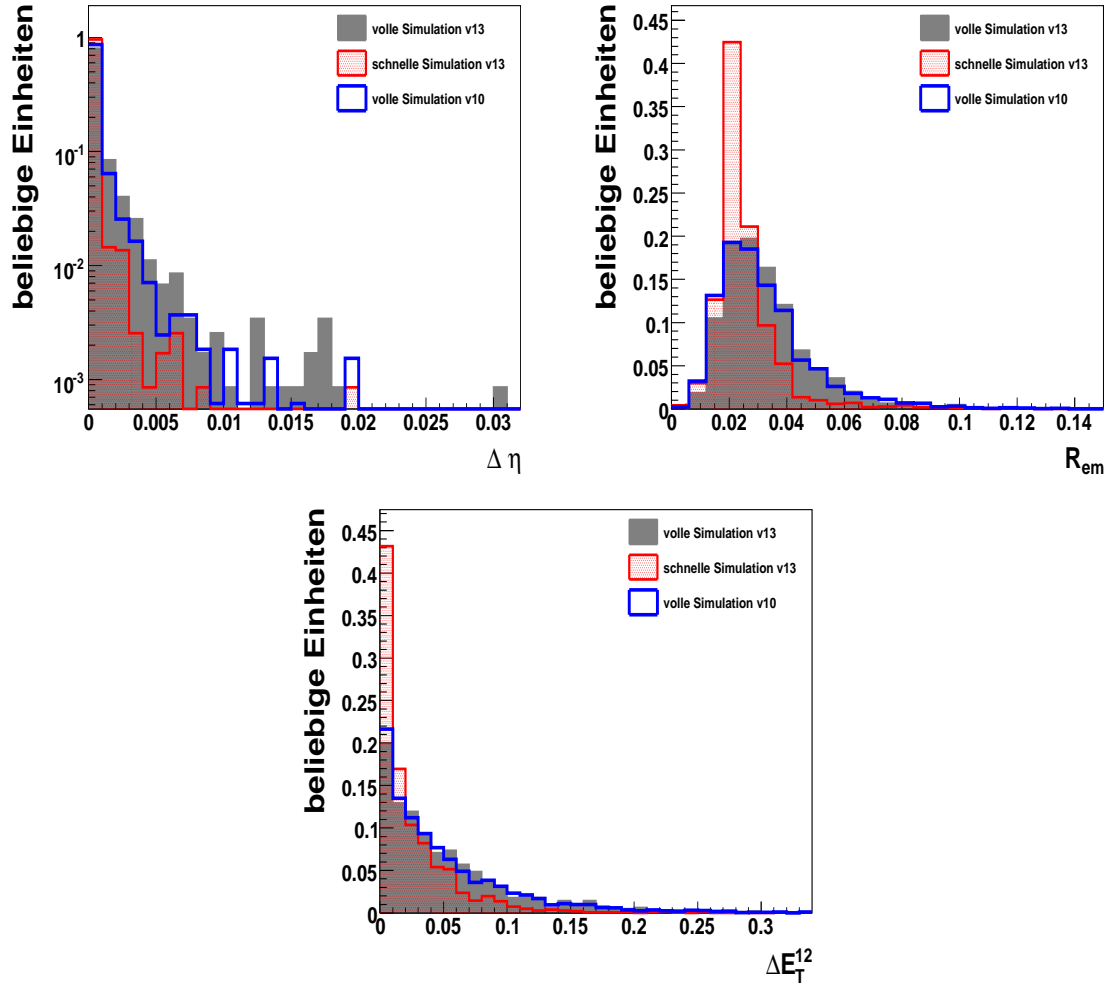 beliebige Einheiten
1
10^-1
10^-2
10^-3
0 0.005 0.01 0.015 0.02 0.025 0.03
Δ η
volle Simulation v13
schnelle Simulation v13
volle Simulation v10
beliebige Einheiten
0.45
0.4
0.35
0.3
0.25
0.2
0.15
0.1
0.05
0
0 0.02 0.04 0.06 0.08 0.1 0.12 0.14
R_em
volle Simulation v13
schnelle Simulation v13
volle Simulation v10
beliebige Einheiten
0.45
0.4
0.35
0.3
0.25
0.2
0.15
0.1
0.05
0
0 0.05 0.1 0.15 0.2 0.25 0.3
ΔE_T^12
volle Simulation v13
schnelle Simulation v13
volle Simulation v10